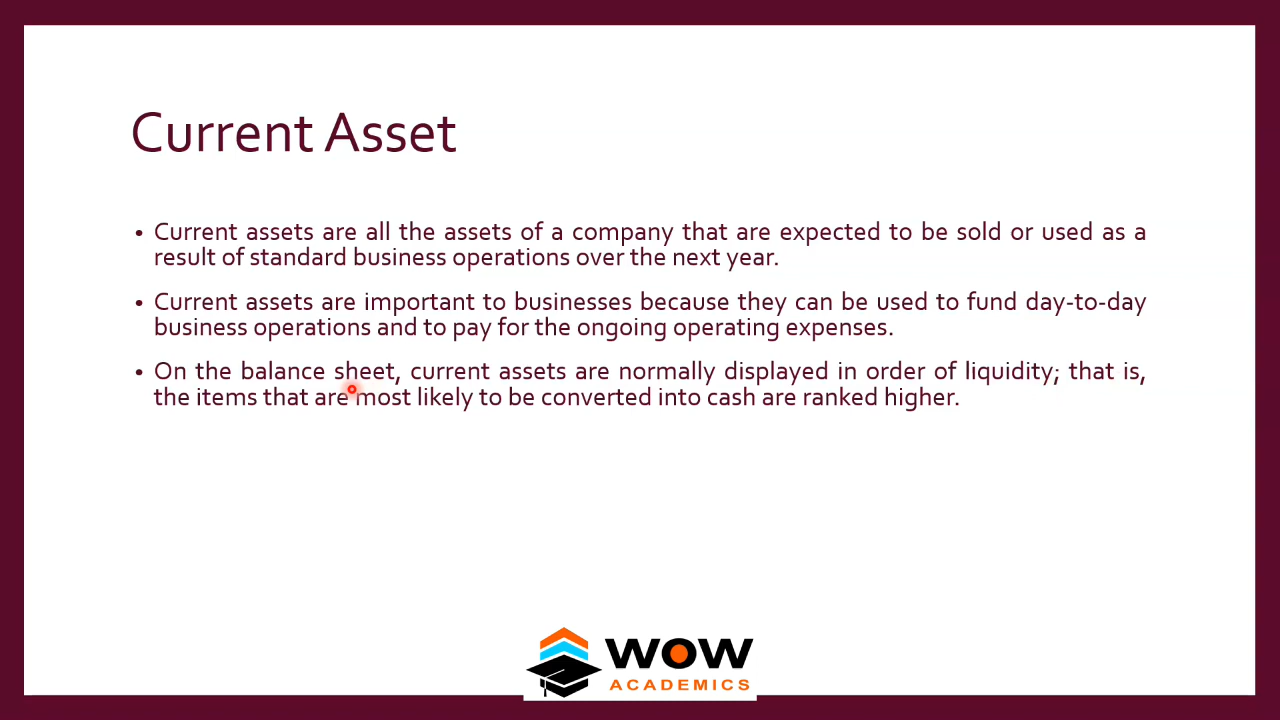 Current Asset
• Current assets are all the assets of a company that are expected to be sold or used as a
result of standard business operations over the next year.
• Current assets are important to businesses because they can be used to fund day-to-day
business operations and to pay for the ongoing operating expenses.
• On the balance sheet, current assets are normally displayed in order of liquidity; that is,
the items that are most likely to be converted into cash are ranked higher.
WOW
ACADEMICS